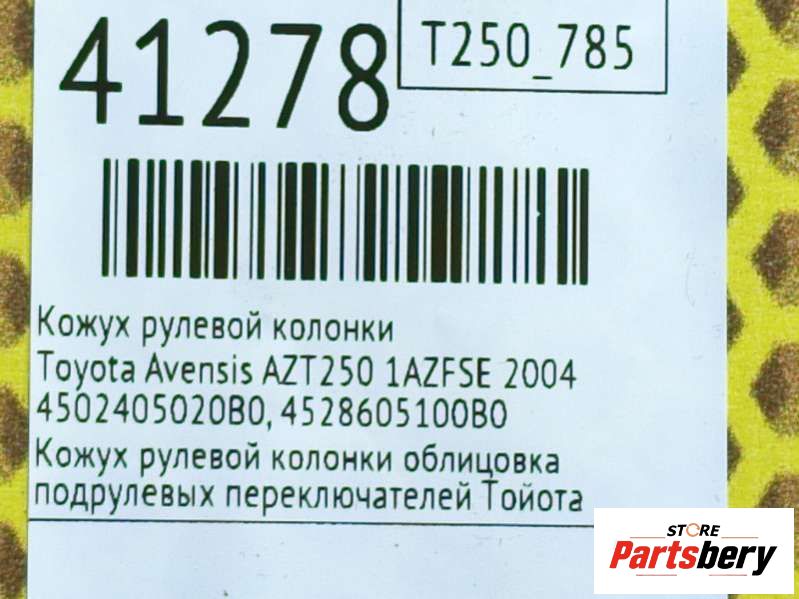 41278
T250_785
Кожух рулевой колонки
Toyota Avensis AZT250 1AZFSE 2004
4502405020B0, 4528605100B0
Кожух рулевой колонки облицовка
подрулевых переключателей Тойота
STORE
Partsbery